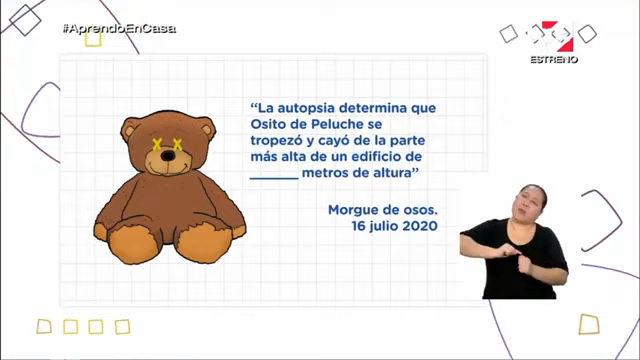 #AprendoEnCasa
ESTRENO
“La autopsia determina que
Osito de Peluche se
tropezó y cayó de la parte
más alta de un edificio de
_______ metros de altura”
Morgue de osos.
16 julio 2020